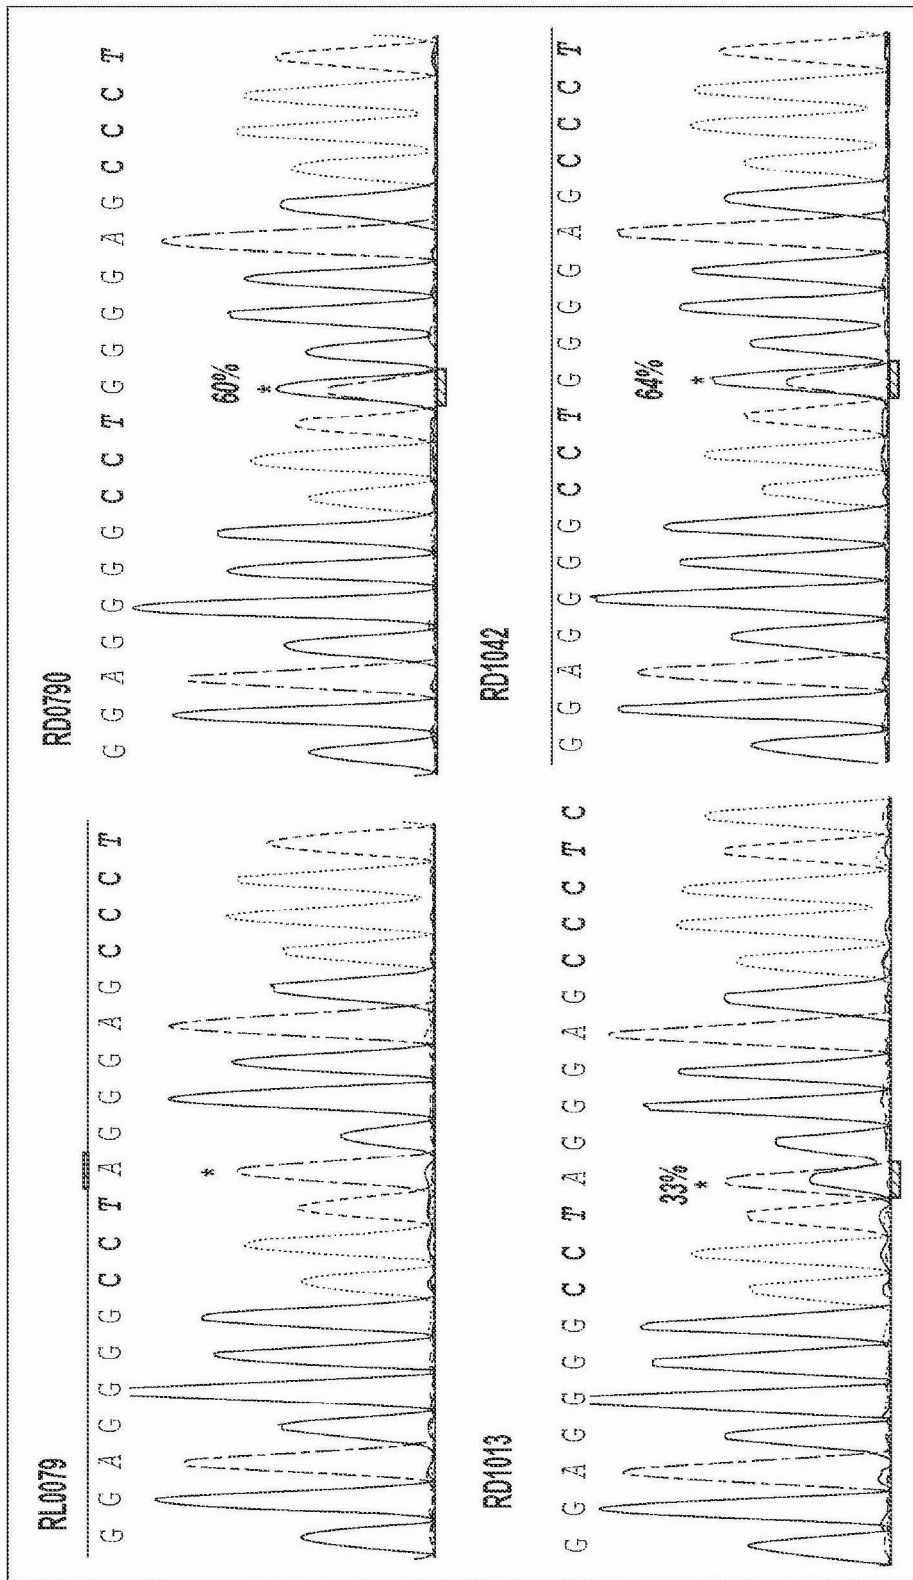 RL0079
G G A G G G G C C T A G G G A G C C C T
*
RD0790
G G A G G G G C C T G G G G A G C C C T
60%
*
RD1013
G G A G G G G C C T A G G G A G C C C T C
33%
*
RD1042
G G A G G G G C C T G G G G A G C C C T
64%
*